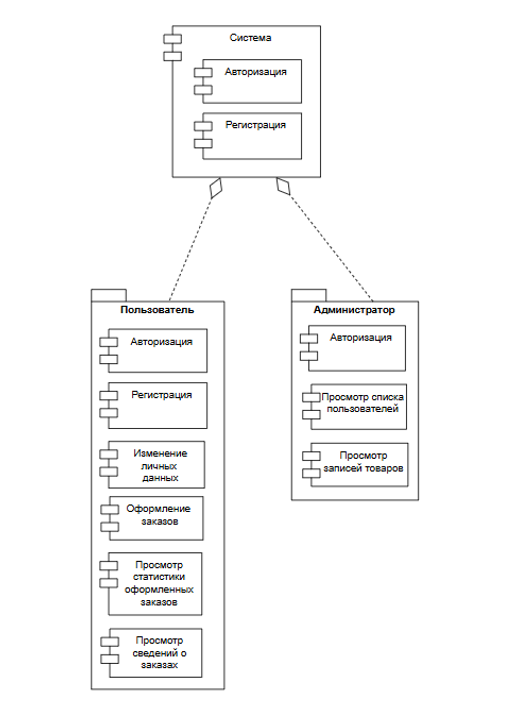 Система
Авторизация
Регистрация
Пользователь
Авторизация
Регистрация
Изменение
личных
данных
Оформление
заказов
Просмотр
статистики
оформленных
заказов
Просмотр
сведений о
заказах
Администратор
Авторизация
Просмотр списка
пользователей
Просмотр
записей товаров